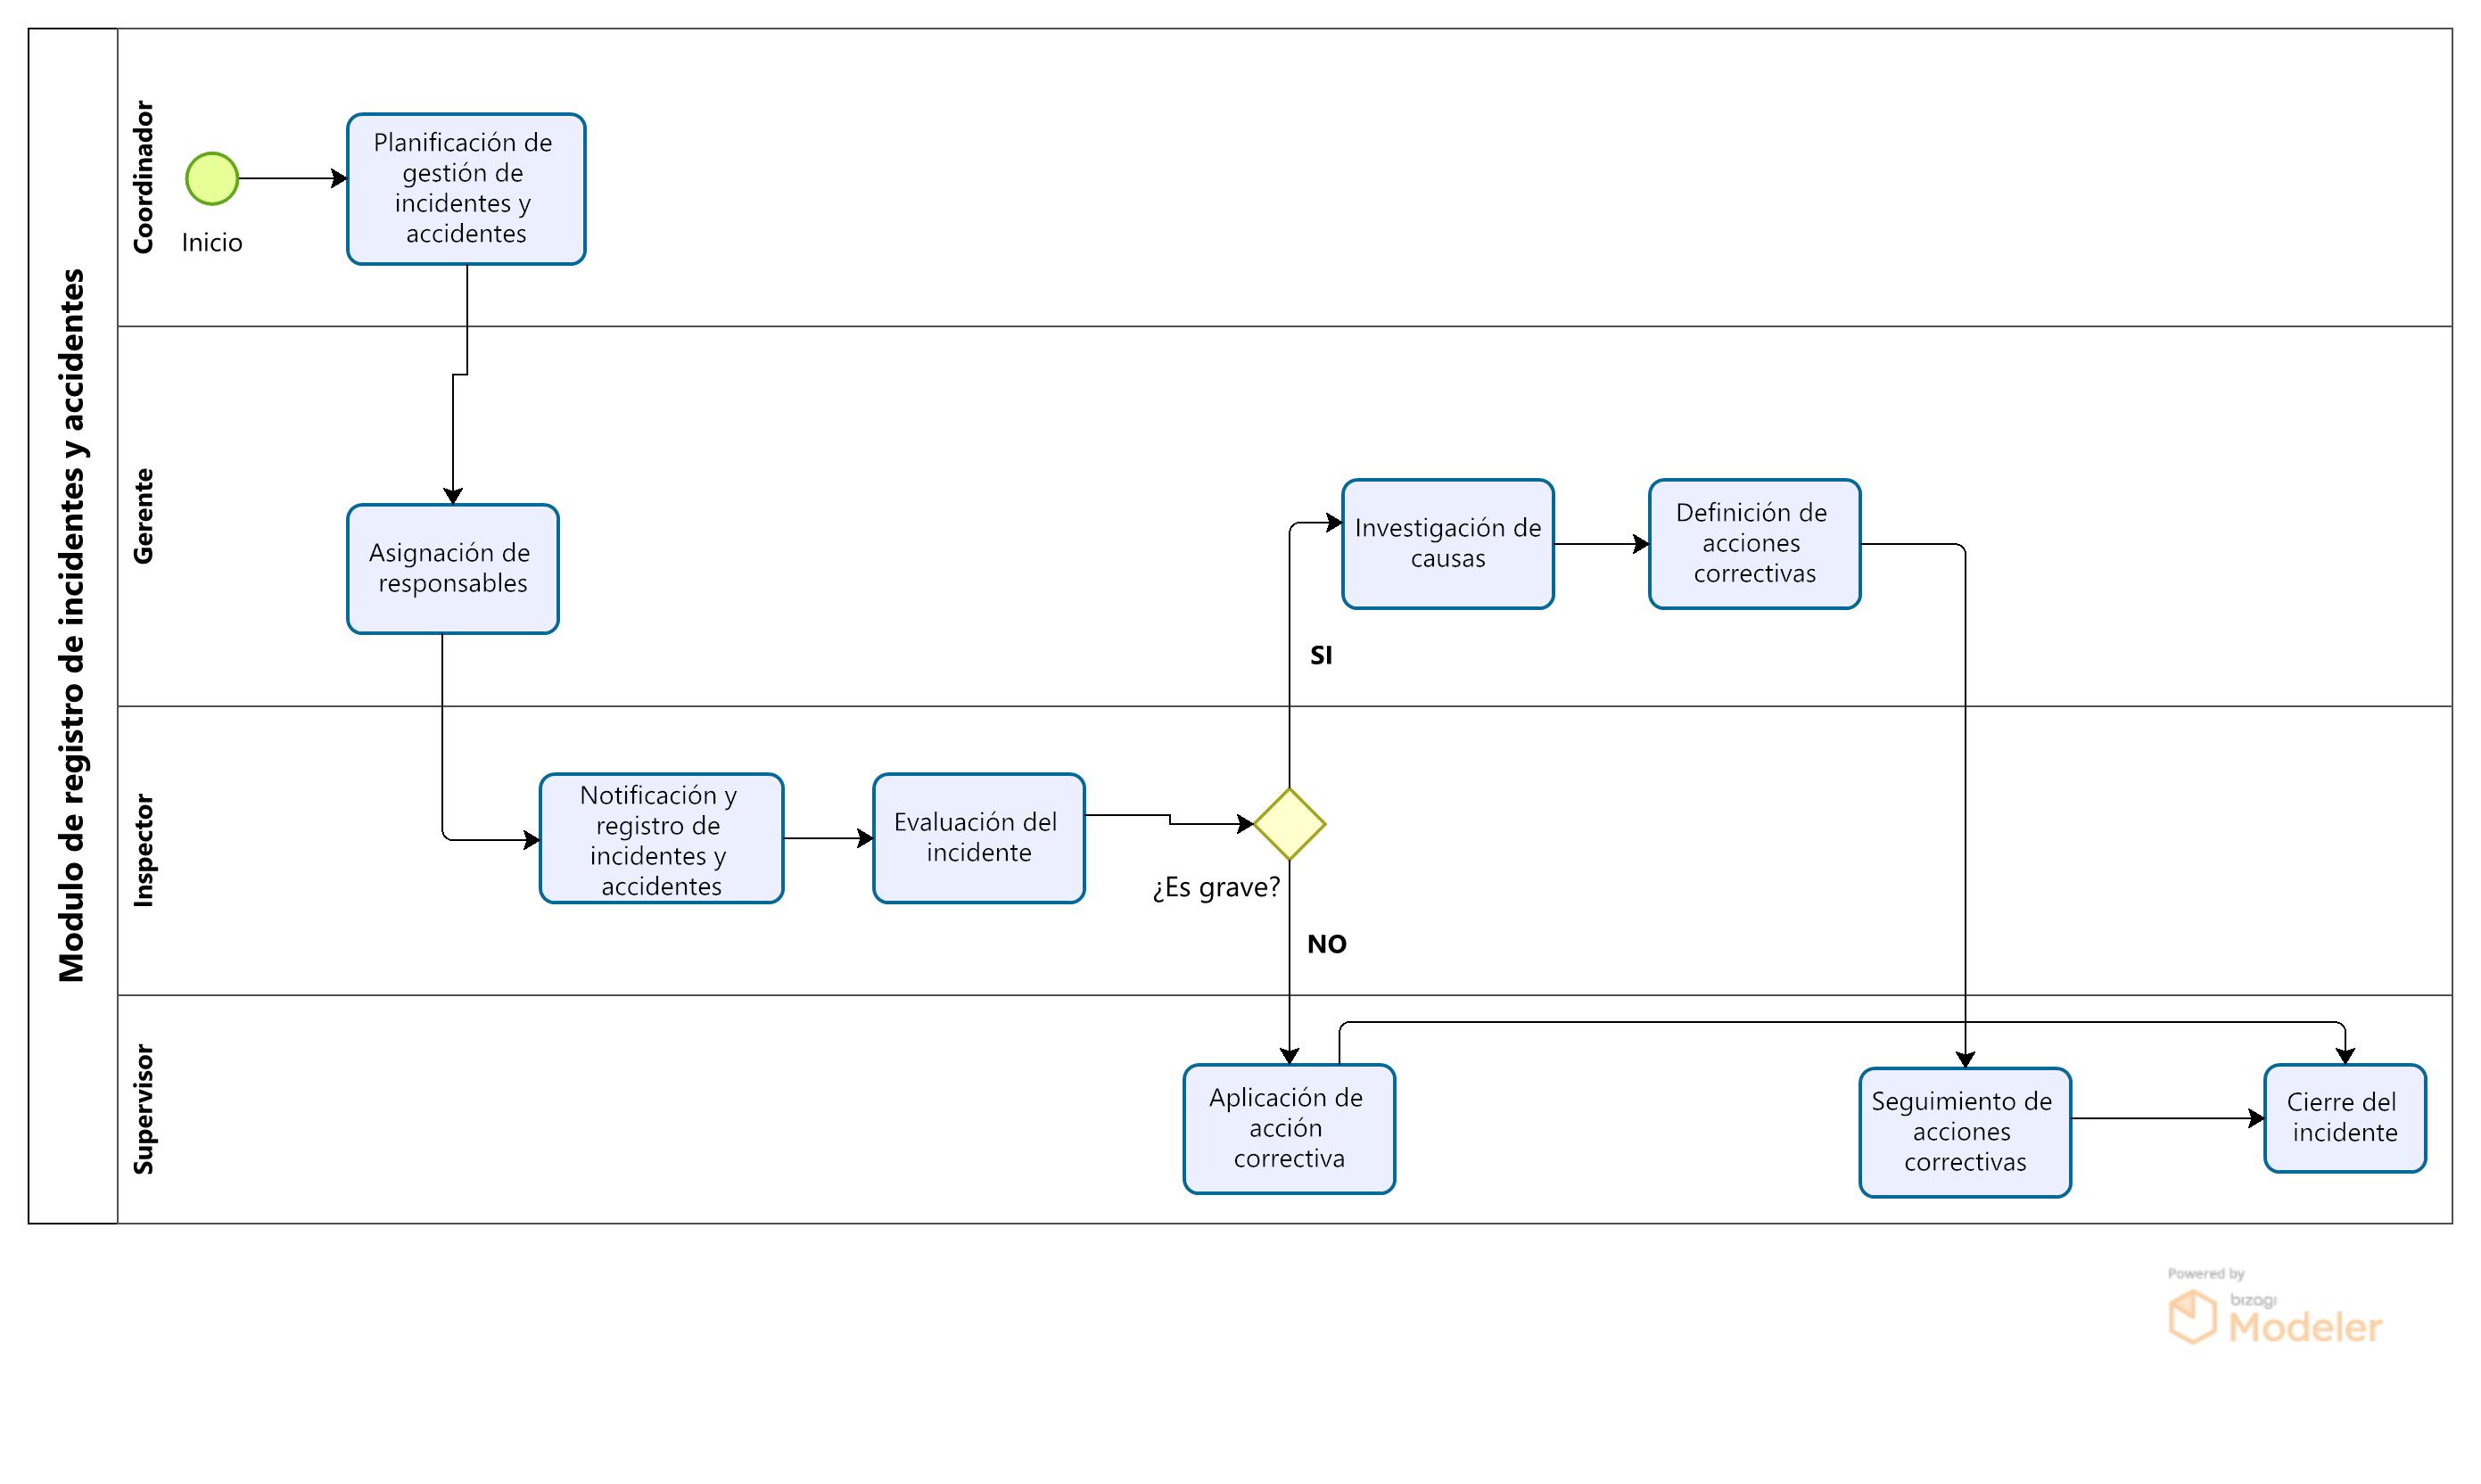 Modulo de registro de incidentes y accidentes
Coordinador
Inicio
Planificación de
gestión de
incidentes y
accidentes
Gerente
Asignación de
responsables
Investigación de
causas
Definición de
acciones
correctivas
SI
Inspector
Notificación y
registro de
incidentes y
accidentes
Evaluación del
incidente
¿Es grave?
NO
Supervisor
Aplicación de
acción
correctiva
Seguimiento de
acciones
correctivas
Cierre del
incidente
Powered by
bizagi
Modeler